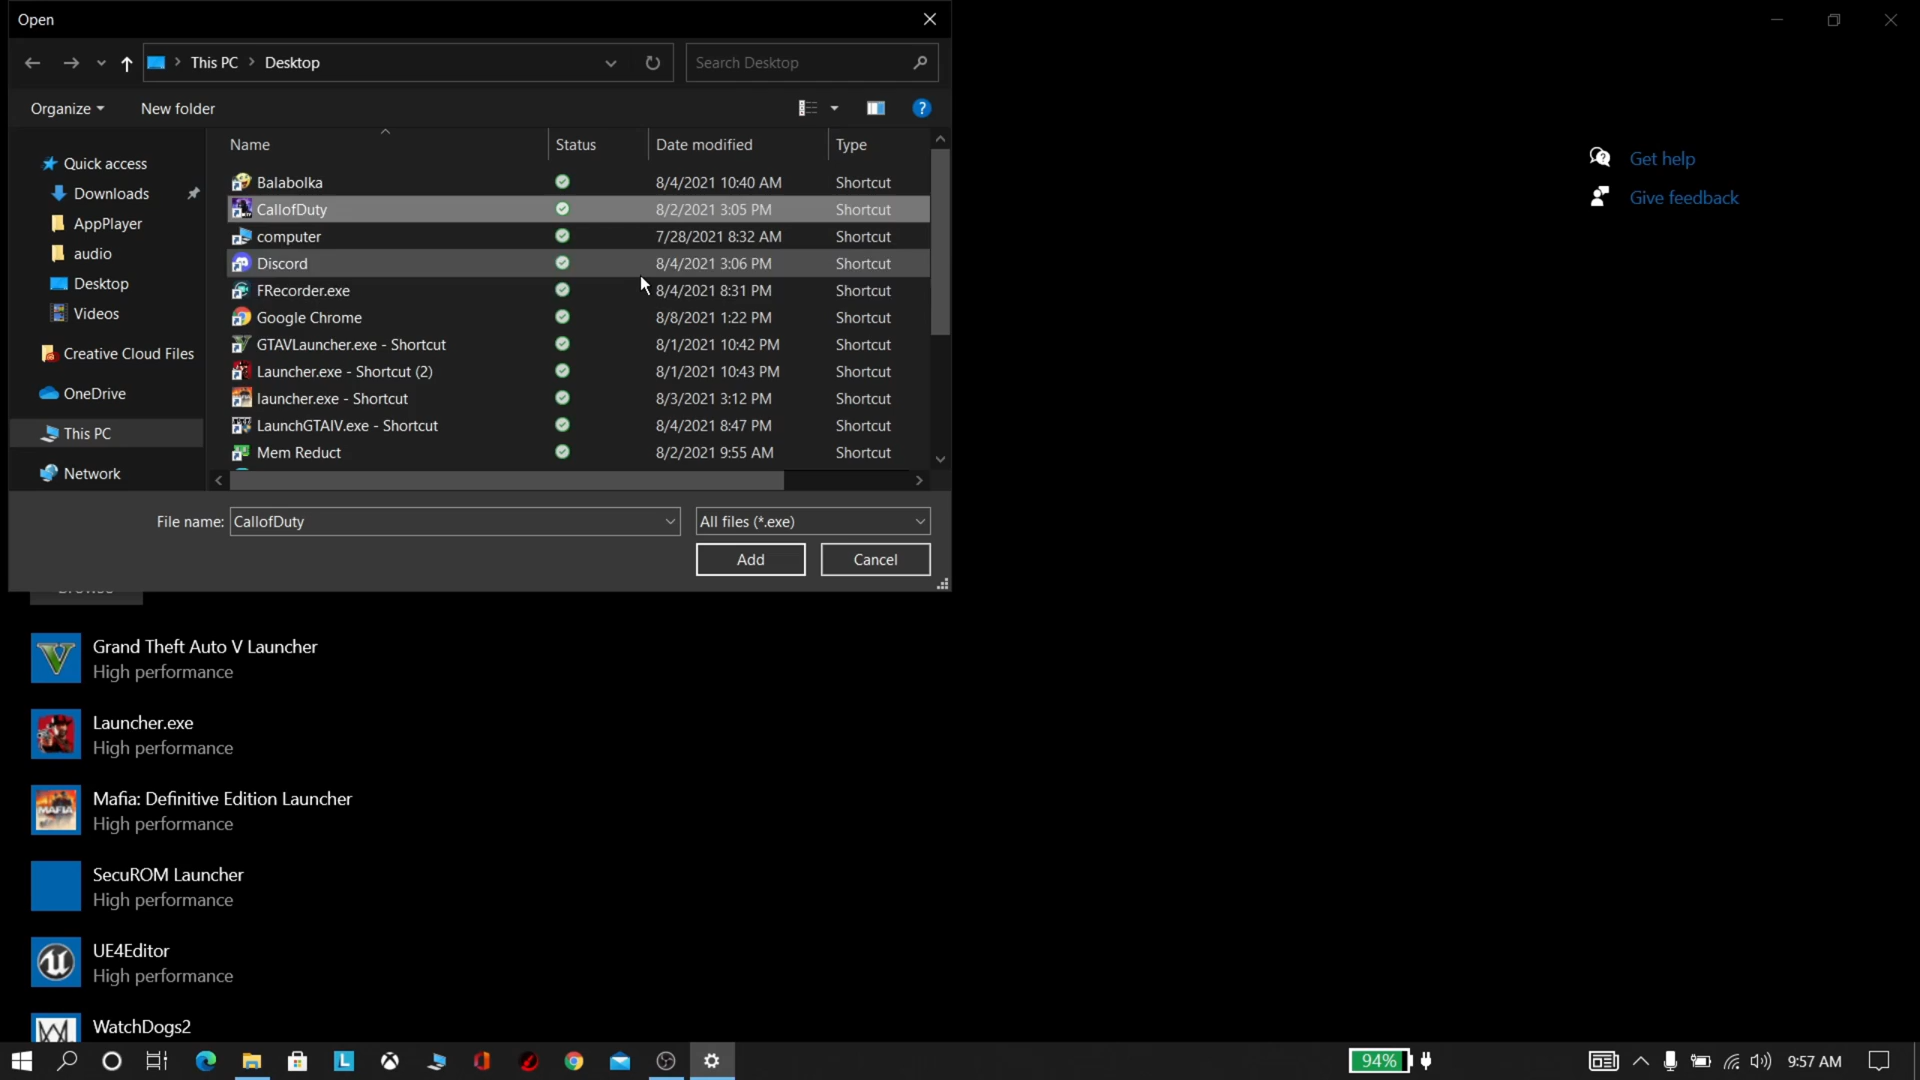 Open
This PC > Desktop
Search Desktop
Organize
New folder
Name Status Date modified Type
Quick access
Downloads
AppPlayer
audio
Desktop
Videos
Creative Cloud Files
OneDrive
This PC
Network
Balabolka 8/4/2021 10:40 AM Shortcut
CallofDuty 8/2/2021 3:05 PM Shortcut
computer 7/28/2021 8:32 AM Shortcut
Discord 8/4/2021 3:06 PM Shortcut
FRecorder.exe 8/4/2021 8:31 PM Shortcut
Google Chrome 8/8/2021 1:22 PM Shortcut
GTAVLauncher.exe - Shortcut 8/1/2021 10:42 PM Shortcut
Launcher.exe - Shortcut (2) 8/1/2021 10:43 PM Shortcut
launcher.exe - Shortcut 8/3/2021 3:12 PM Shortcut
LaunchGTAIV.exe - Shortcut 8/4/2021 8:47 PM Shortcut
Mem Reduct 8/2/2021 9:55 AM Shortcut
File name: CallofDuty
All files (*.exe)
Add
Cancel
Get help
Give feedback
Grand Theft Auto V Launcher
High performance
Launcher.exe
High performance
Mafia: Definitive Edition Launcher
High performance
SecuROM Launcher
High performance
UE4Editor
High performance
WatchDogs2
94%
9:57 AM